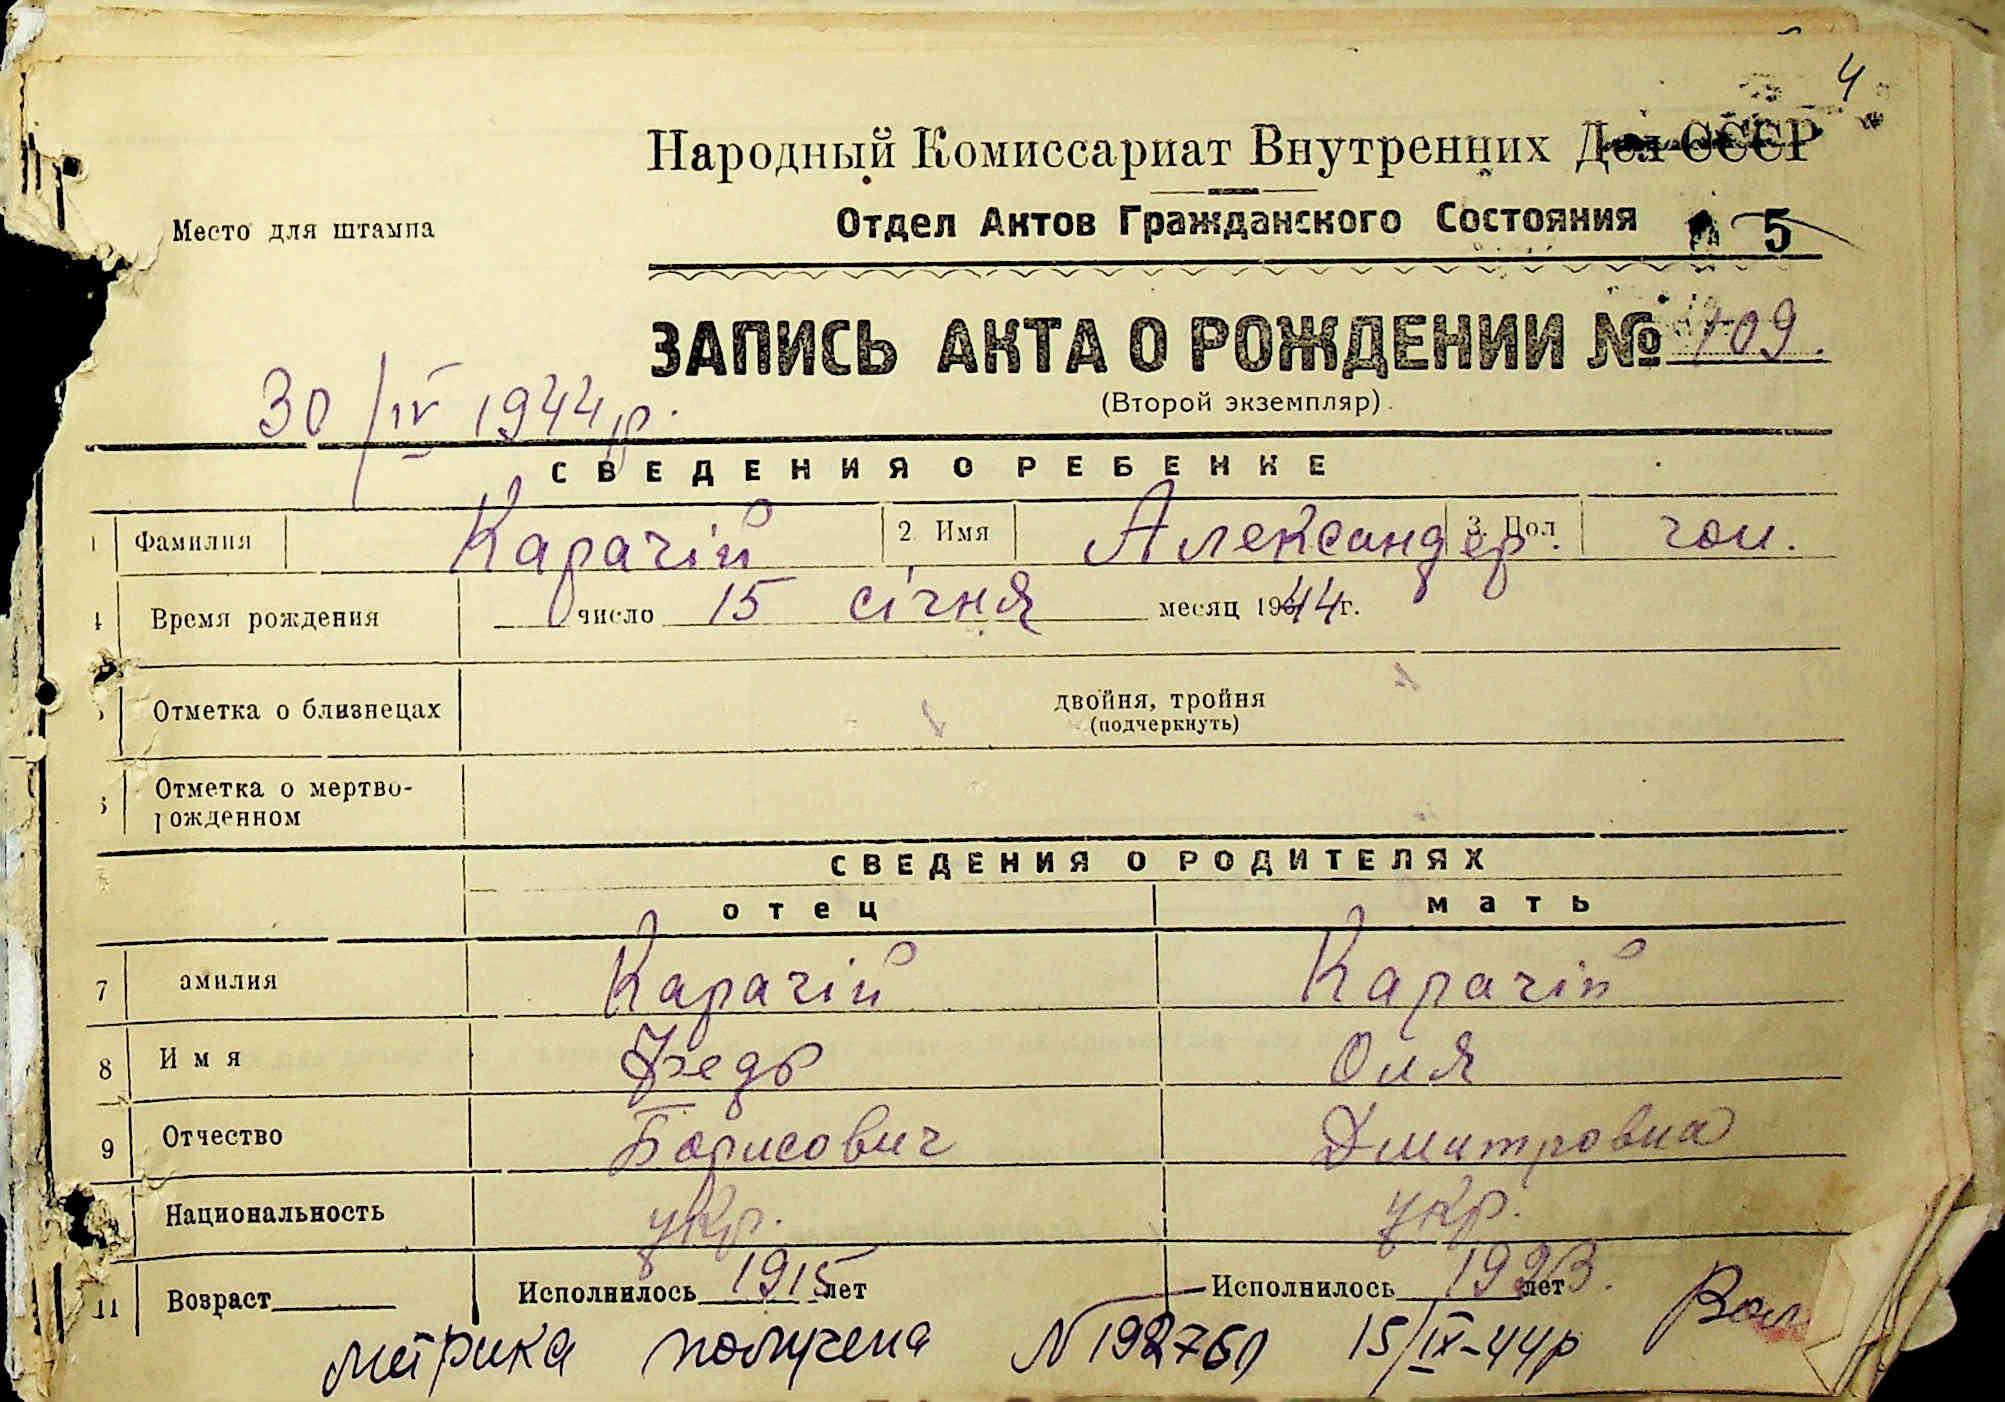 4
Народный Комиссариат Внутренних Дел СССР
Место для штампа
Отдел Актов Гражданского Состояния
5
ЗАПИСЬ АКТА О РОЖДЕНИИ № 709.
(Второй экземпляр).
30/IV 1944 р.
СВЕДЕНИЯ О РЕБЕНКЕ
1 Фамилия Карачій 2. Имя Александер. 3. Пол чол.
4 Время рождения число 15 січня месяц 1944 г.
Отметка о близнецах двойня, тройня
(подчеркнуть)
Отметка о мертво-
рожденном
СВЕДЕНИЯ О РОДИТЕЛЯХ
отец мать
7 амилия Карачій Карачій
8 Имя Федь Оля
9 Отчество Борисович Дмитровна
Национальность укр. укр.
11 Возраст Исполнилось 1915 лет Исполнилось 1923. лет
Метрика получена № 15/IX-44р